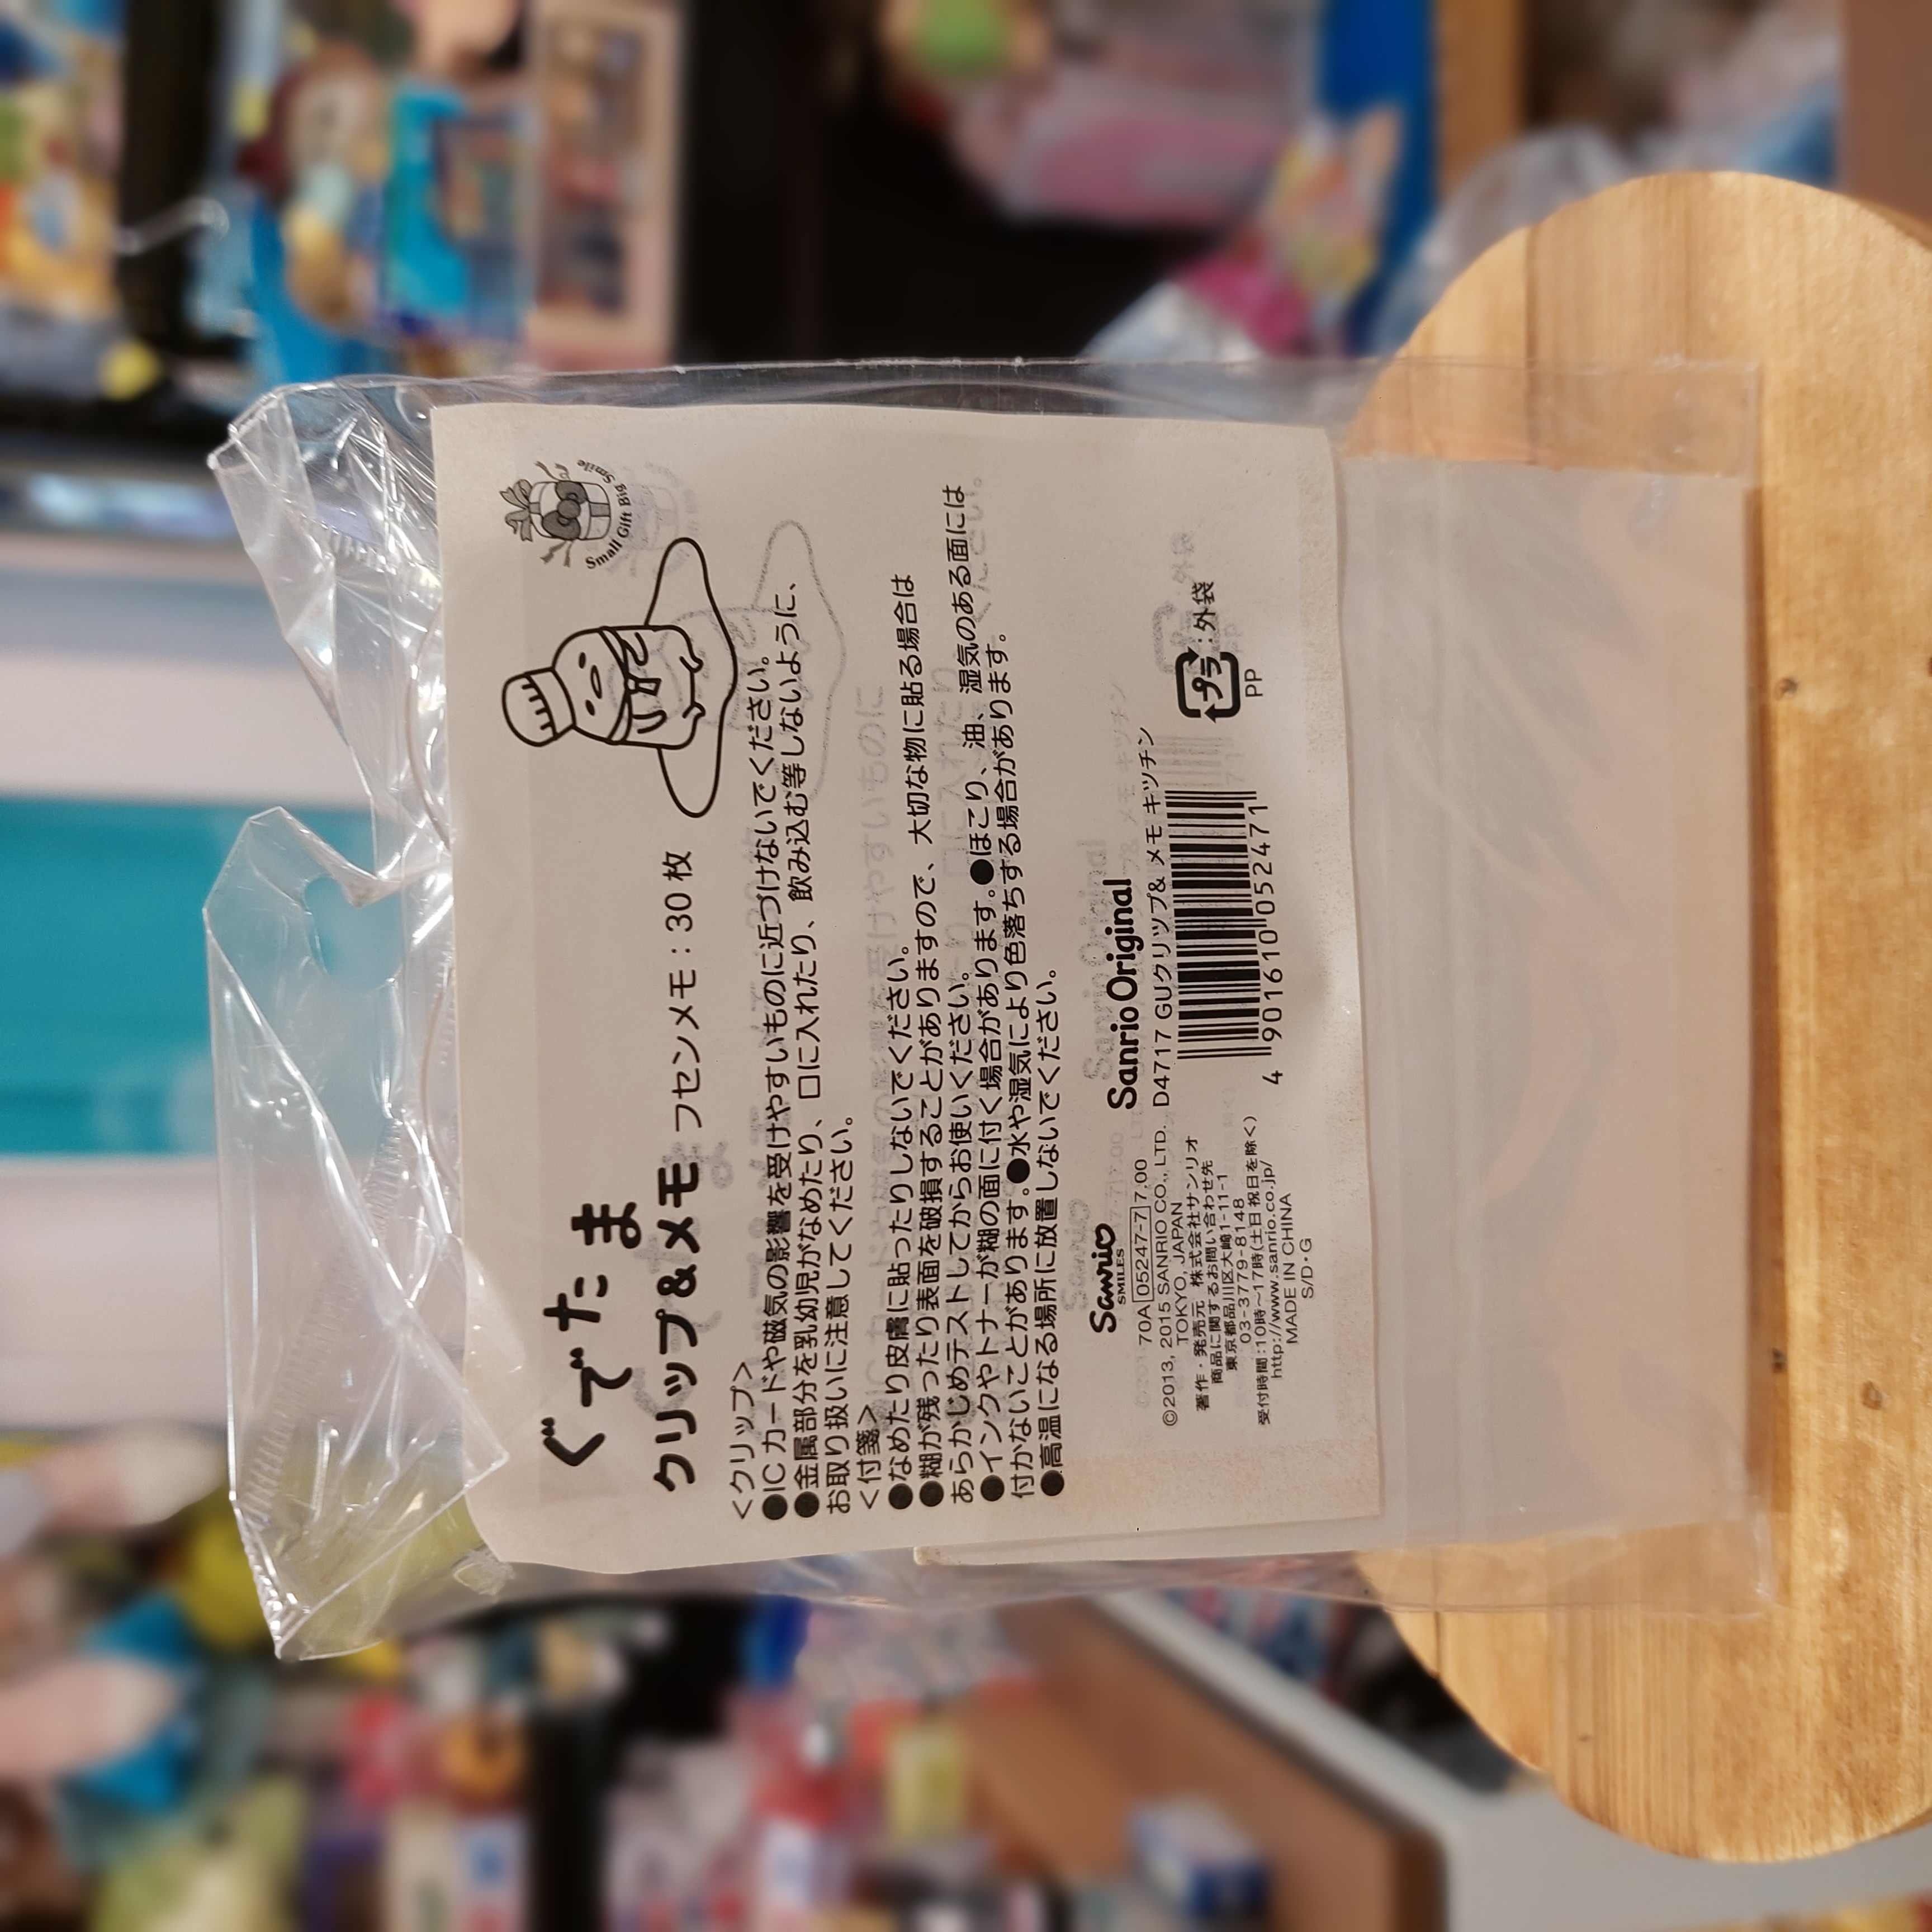 Small Gift Big Smile
ぐでたま
クリップ&メモ フセンメモ:30枚
<クリップ>
●ICカードや磁気の影響を受けやすいものに近づけないでください。
●金属部分を乳幼児がなめたり、口に入れたり、飲み込む等しないように、
お取り扱いに注意してください。
<付箋>
●なめたり皮膚に貼ったりしないでください。
●糊が残ったり表面を破損することがありますので、大切な物に貼る場合は
あらかじめテストしてからお使いください。
●インクやトナーが糊の面に付く場合があります。●ほこり、油、湿気のある面には
付かないことがあります。●水や湿気により色落ちする場合があります。
●高温になる場所に放置しないでください。
Sanrio
SMILES
70A 05247-7 7,00
©2013, 2015 SANRIO CO., LTD.
TOKYO, JAPAN
著作・発売元 株式会社サンリオ
商品に関するお問い合わせ先
東京都品川区大崎1-11-1
03-3779-8148
受付時間:10時〜17時(土日祝日を除く)
http://www.sanrio.co.jp/
MADE IN CHINA
S/D・G
Sanrio Original
D4717 GUクリップ& メモ キッチン
4 901610 052471
プラ:外袋
PP